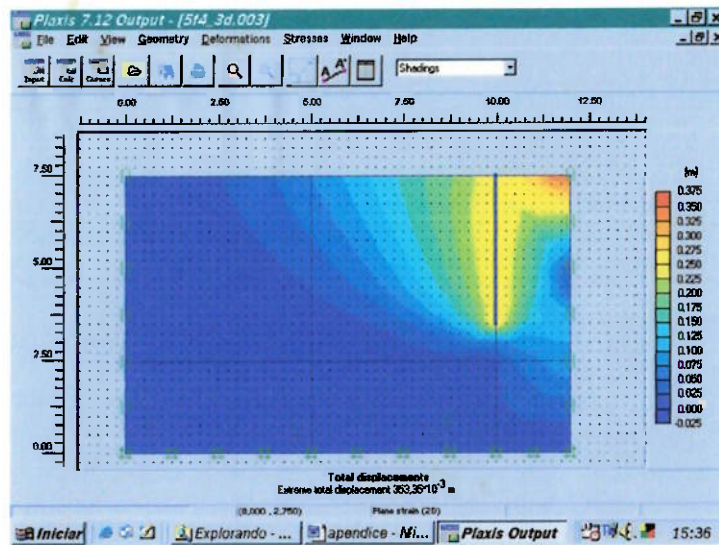 Plaxis 7.12 Output - [5f4_3d.003]
File Edit View Geometry Deformations Stresses Window Help
Input Calc Curves Shadings
0.00 2.50 5.00 7.50 10.00 12.50
7.50
5.00
2.50
0.00
[m]
0.375
0.350
0.325
0.300
0.275
0.250
0.225
0.200
0.175
0.150
0.125
0.100
0.075
0.050
0.025
0.000
-0.025
Total displacements
Extreme total displacement 353,35*10-3 m
(8,000 , 2,750) Plane strain (2D)
Iniciar Explorando - ... apendice - Mi... Plaxis Output 15:36